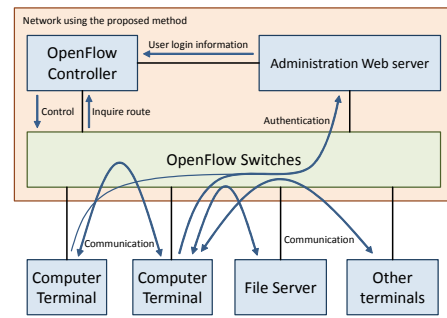 Network using the proposed method
OpenFlow
Controller
User login information
Administration Web server
Control
Inquire route
Authentication
OpenFlow Switches
Communication
Communication
Computer
Terminal
Computer
Terminal
File Server
Other
terminals